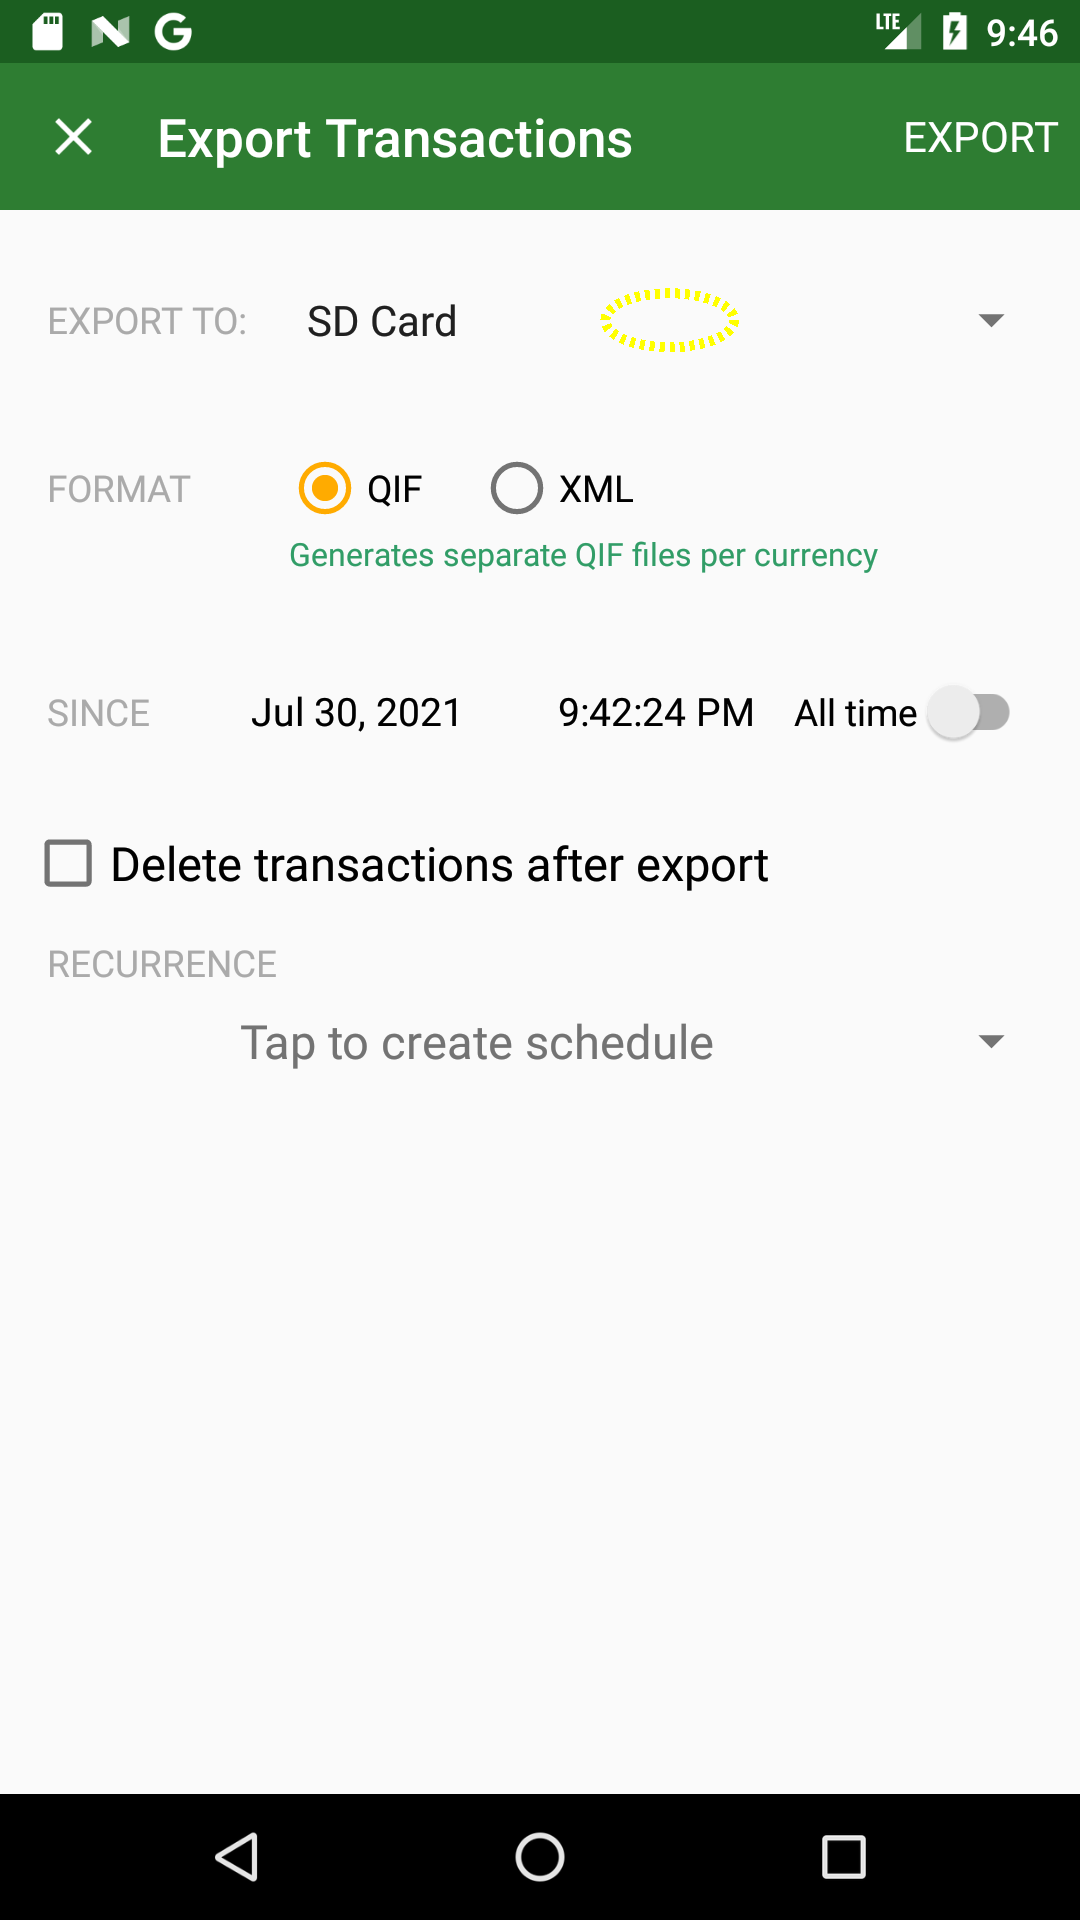 LTE 9:46
Export Transactions EXPORT
EXPORT TO: SD Card
FORMAT QIF XML
Generates separate QIF files per currency
SINCE Jul 30, 2021 9:42:24 PM All time
Delete transactions after export
RECURRENCE
Tap to create schedule